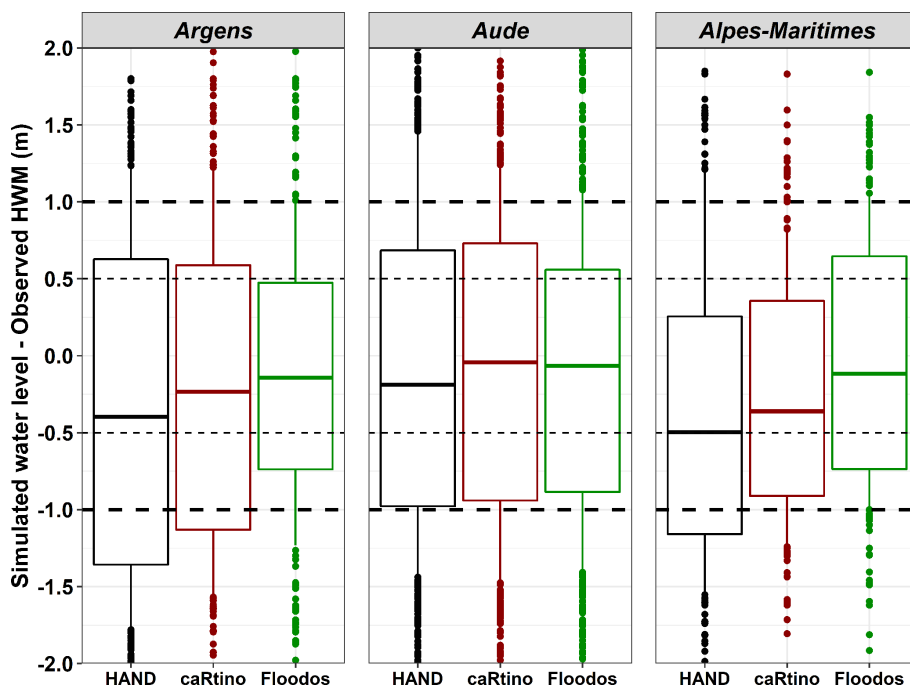 Argens
Aude
Alpes-Maritimes
Simulated water level - Observed HWM (m)
2.0
1.5
1.0
0.5
0.0
-0.5
-1.0
-1.5
-2.0
HAND caRtino Floodos
HAND caRtino Floodos
HAND caRtino Floodos